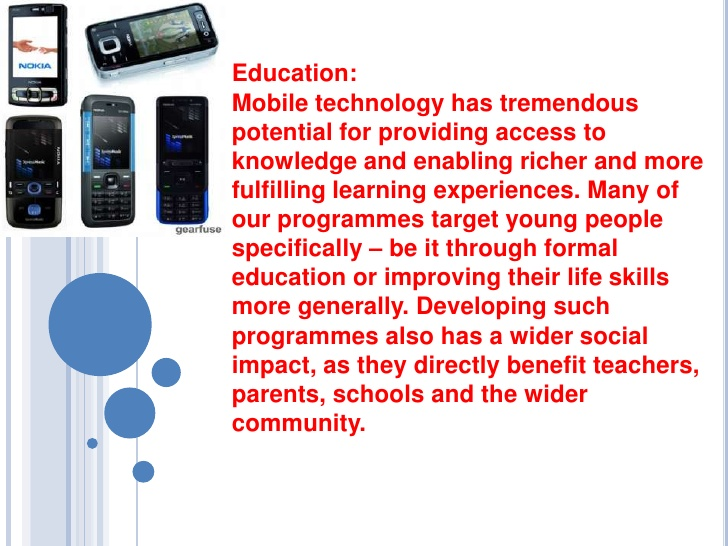 NOKIA
gearfuse
Education:
Mobile technology has tremendous
potential for providing access to
knowledge and enabling richer and more
fulfilling learning experiences. Many of
our programmes target young people
specifically – be it through formal
education or improving their life skills
more generally. Developing such
programmes also has a wider social
impact, as they directly benefit teachers,
parents, schools and the wider
community.